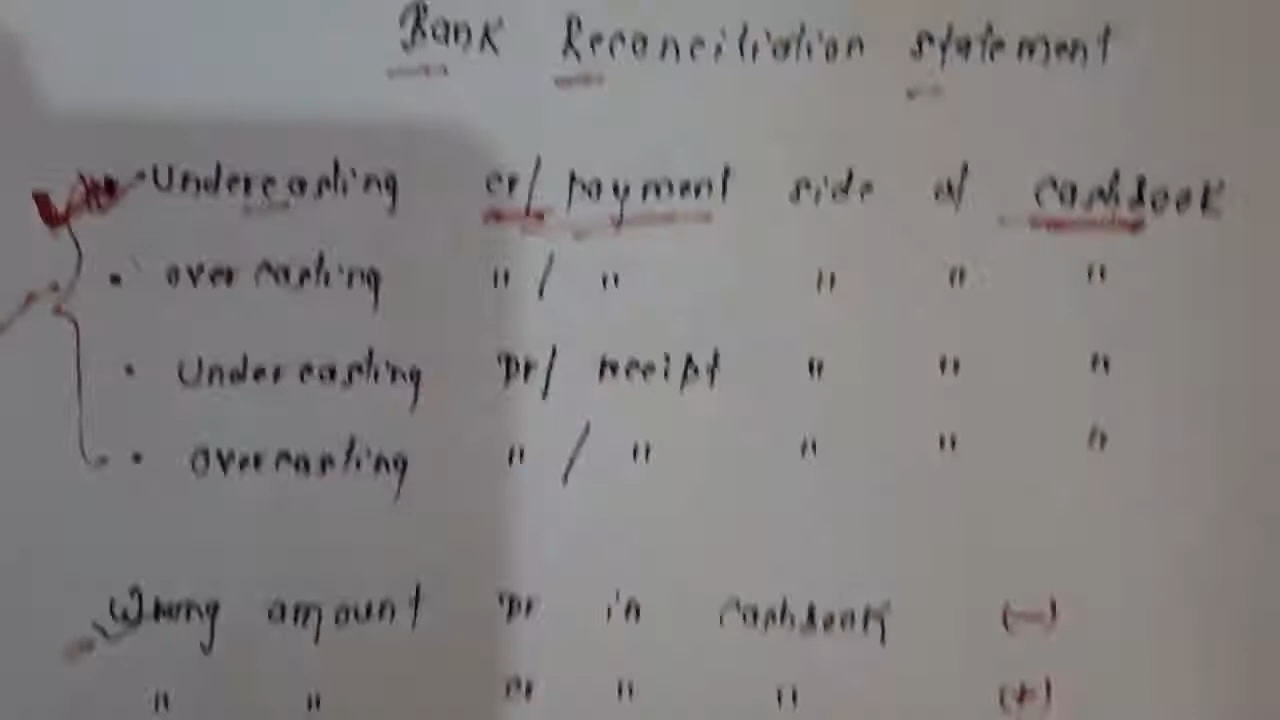 Bank Reconciliation statement
• Undercasting cr/ payment side of cashbook
• overcasting " / " " " "
• Undercasting Dr/ receipt " " "
• overcasting " / " " " "
Wrong amount Dr in cashbook (-)
" " cr " " (+)